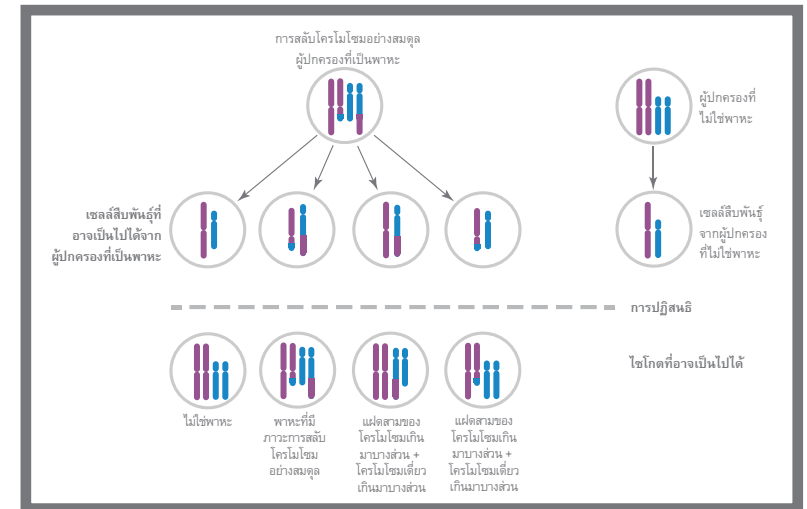 การสลับโครโมโซมอย่างสมดุล
ผู้ปกครองที่เป็นพาหะ
ผู้ปกครองที่
ไม่ใช่พาหะ
เซลล์สืบพันธุ์ที่
อาจเป็นไปได้จาก
ผู้ปกครองที่เป็นพาหะ
เซลล์สืบพันธุ์
จากผู้ปกครอง
ที่ไม่ใช่พาหะ
การปฏิสนธิ
ไซโกตที่อาจเป็นไปได้
ไม่ใช่พาหะ
พาหะที่มี
ภาวะการสลับ
โครโมโซม
อย่างสมดุล
แฝดสามของ
โครโมโซมเกิน
มาบางส่วน +
โครโมโซมเดี่ยว
เกินมาบางส่วน
แฝดสามของ
โครโมโซมเกิน
มาบางส่วน +
โครโมโซมเดี่ยว
เกินมาบางส่วน